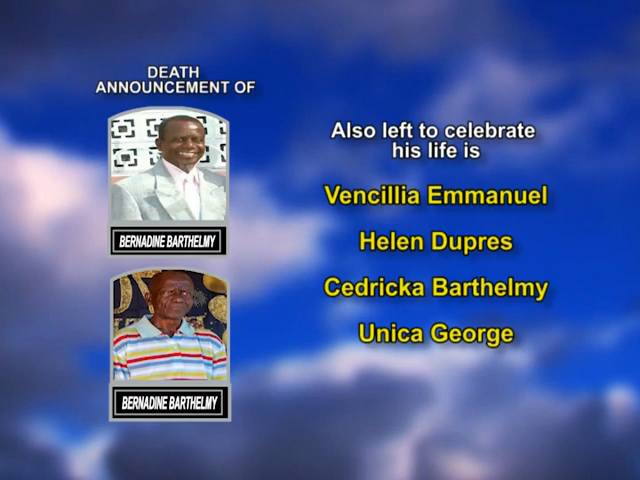 DEATH
ANNOUNCEMENT OF
BERNADINE BARTHELMY
BERNADINE BARTHELMY
Also left to celebrate
his life is
Vencillia Emmanuel
Helen Dupres
Cedricka Barthelmy
Unica George